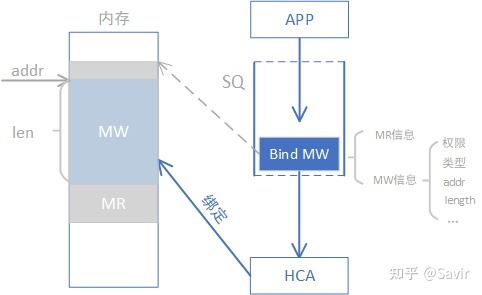 内存
APP
addr
SQ
len
MW
Bind MW
MR信息
MW信息
权限
类型
addr
length
...
MR
绑定
HCA
知乎 @Savir